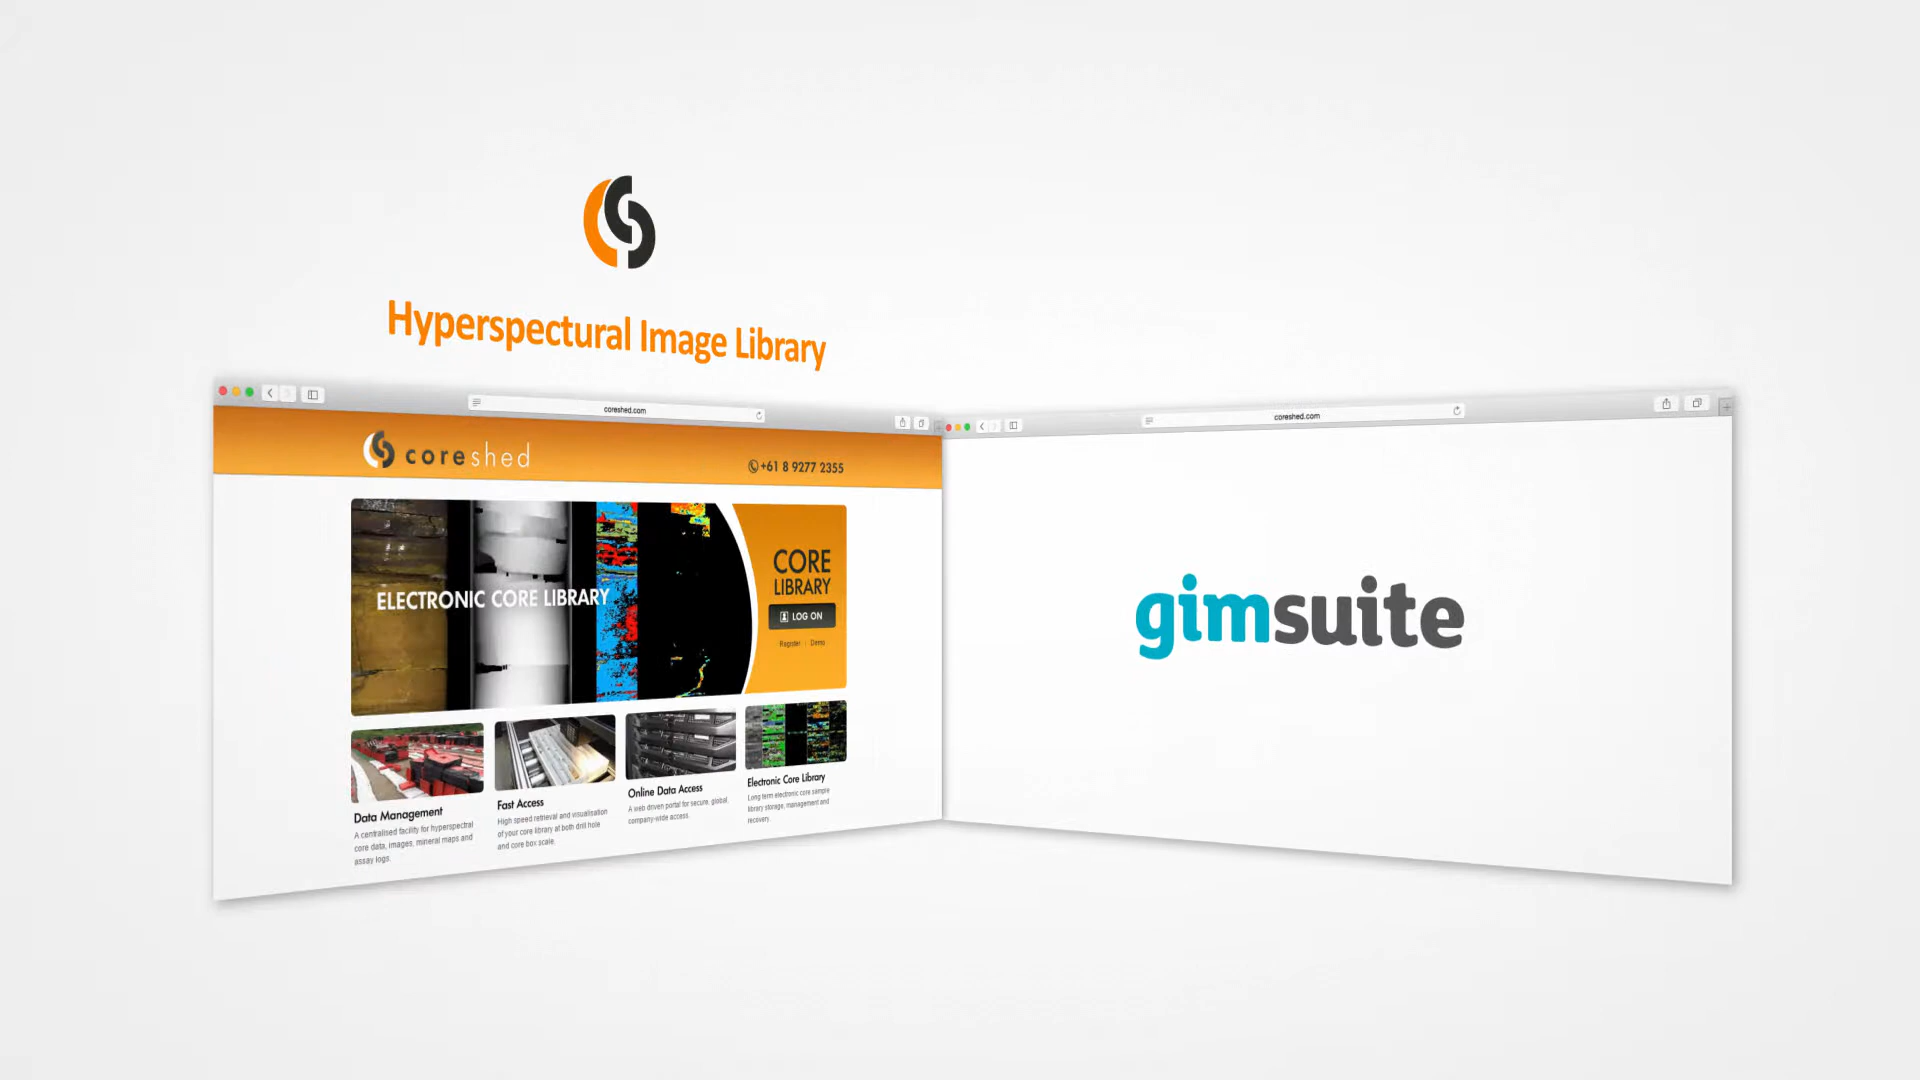 Hyperspectural Image Library
coreshed.com
coreshed
+61 8 9277 2355
ELECTRONIC CORE LIBRARY
CORE
LIBRARY
LOG ON
Register | Demo
Data Management
A centralised facility for hyperspectral
core data, images, mineral maps and
assay logs.
Fast Access
High speed retrieval and visualisation
of your core library at both drill hole
and core box scale.
Online Data Access
A web driven portal for secure, global,
company-wide access.
Electronic Core Library
Long term electronic core sample
library storage, management and
recovery.
coreshed.com
gimsuite